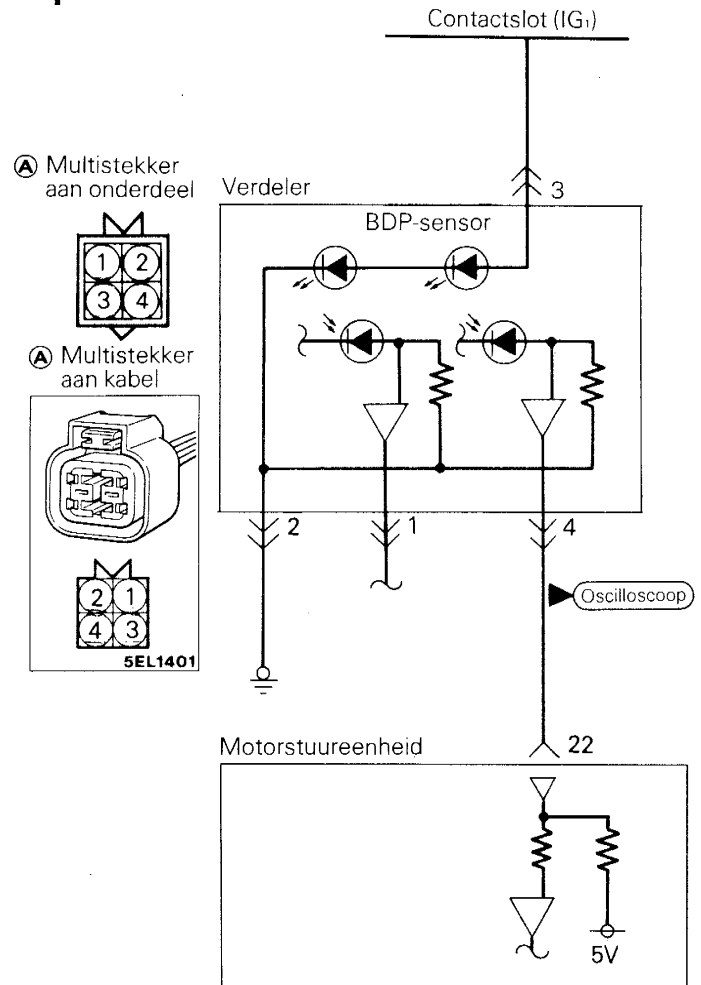 Contactslot (IG₁)
Ⓐ Multistekker
aan onderdeel
Verdeler
3
BDP-sensor
1 2
3 4
Ⓐ Multistekker
aan kabel
2
1
4
2 1
4 3
5EL1401
Oscilloscoop
Motorstuureenheid
22
5V